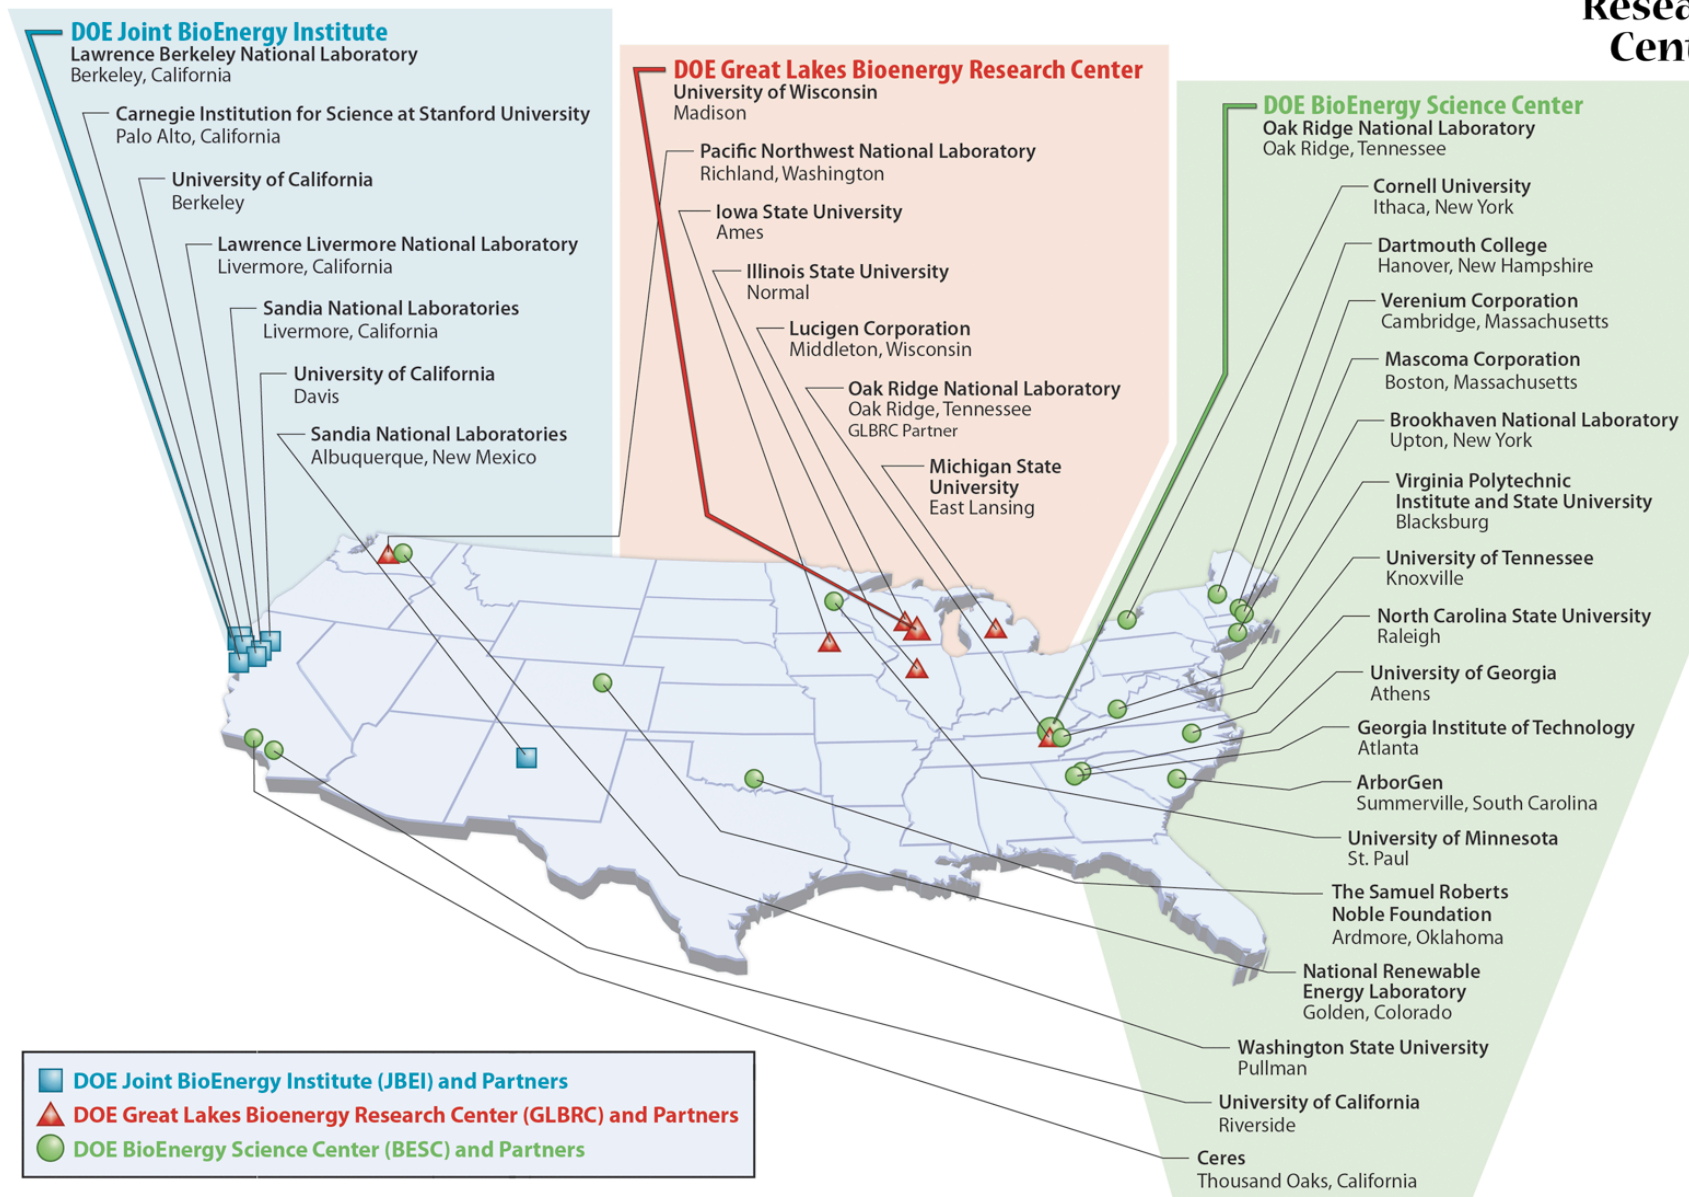 Resea
Cent
DOE Joint BioEnergy Institute
Lawrence Berkeley National Laboratory
Berkeley, California
Carnegie Institution for Science at Stanford University
Palo Alto, California
University of California
Berkeley
Lawrence Livermore National Laboratory
Livermore, California
Sandia National Laboratories
Livermore, California
University of California
Davis
Sandia National Laboratories
Albuquerque, New Mexico
DOE Great Lakes Bioenergy Research Center
University of Wisconsin
Madison
Pacific Northwest National Laboratory
Richland, Washington
Iowa State University
Ames
Illinois State University
Normal
Lucigen Corporation
Middleton, Wisconsin
Oak Ridge National Laboratory
Oak Ridge, Tennessee
GLBRC Partner
Michigan State
University
East Lansing
DOE BioEnergy Science Center
Oak Ridge National Laboratory
Oak Ridge, Tennessee
Cornell University
Ithaca, New York
Dartmouth College
Hanover, New Hampshire
Verenium Corporation
Cambridge, Massachusetts
Mascoma Corporation
Boston, Massachusetts
Brookhaven National Laboratory
Upton, New York
Virginia Polytechnic
Institute and State University
Blacksburg
University of Tennessee
Knoxville
North Carolina State University
Raleigh
University of Georgia
Athens
Georgia Institute of Technology
Atlanta
ArborGen
Summerville, South Carolina
University of Minnesota
St. Paul
The Samuel Roberts
Noble Foundation
Ardmore, Oklahoma
National Renewable
Energy Laboratory
Golden, Colorado
Washington State University
Pullman
University of California
Riverside
Ceres
Thousand Oaks, California
DOE Joint BioEnergy Institute (JBEI) and Partners
DOE Great Lakes Bioenergy Research Center (GLBRC) and Partners
DOE BioEnergy Science Center (BESC) and Partners